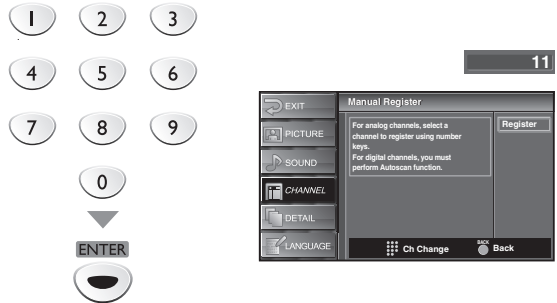 1 2 3
4 5 6
7 8 9
0
ENTER
11
EXIT
PICTURE
SOUND
CHANNEL
DETAIL
LANGUAGE
Manual Register
For analog channels, select a
channel to register using number
keys.
For digital channels, you must
perform Autoscan function.
Register
Ch Change
BACK
Back